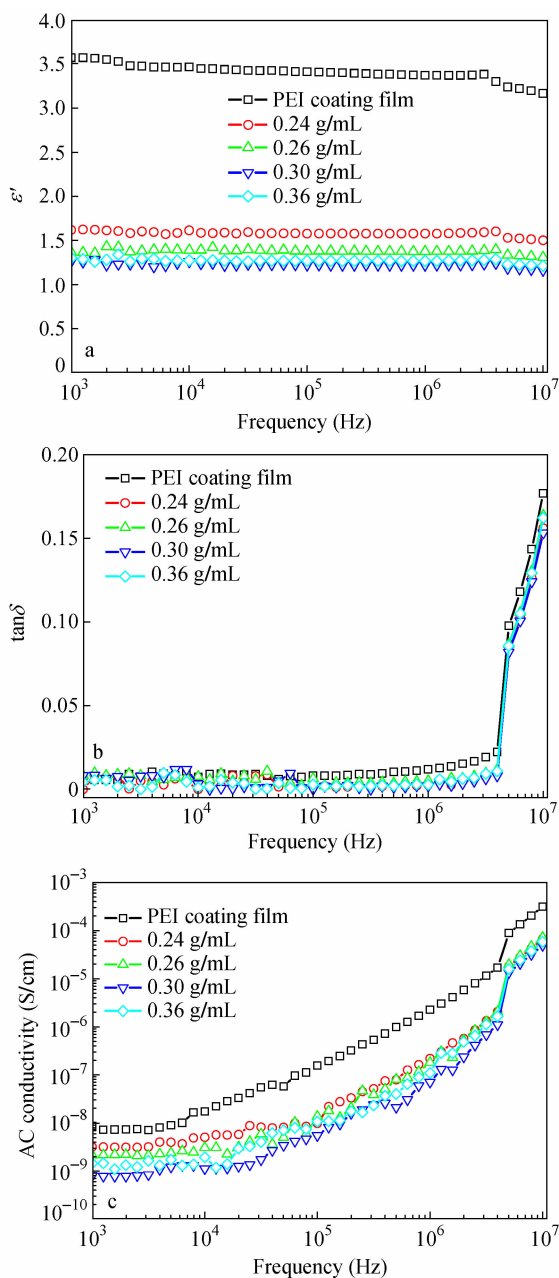 4.0
3.5
3.0
2.5
2.0
1.5
1.0
0.5
0
ε′
PEI coating film
0.24 g/mL
0.26 g/mL
0.30 g/mL
0.36 g/mL
a
10³ 10⁴ 10⁵ 10⁶ 10⁷
Frequency (Hz)
0.20
0.15
0.10
0.05
0
tanδ
PEI coating film
0.24 g/mL
0.26 g/mL
0.30 g/mL
0.36 g/mL
b
10³ 10⁴ 10⁵ 10⁶ 10⁷
Frequency (Hz)
10⁻³
10⁻⁴
10⁻⁵
10⁻⁶
10⁻⁷
10⁻⁸
10⁻⁹
10⁻¹⁰
AC conductivity (S/cm)
PEI coating film
0.24 g/mL
0.26 g/mL
0.30 g/mL
0.36 g/mL
c
10³ 10⁴ 10⁵ 10⁶ 10⁷
Frequency (Hz)